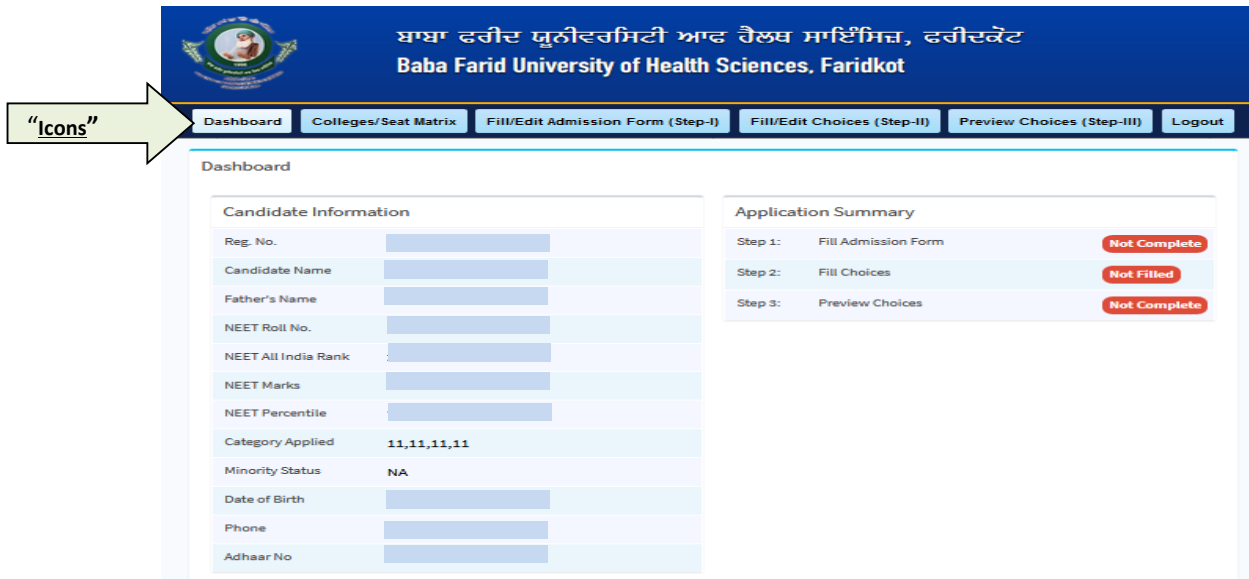 ਬਾਬਾ ਫਰੀਦ ਯੂਨੀਵਰਸਿਟੀ ਆਫ ਹੈਲਥ ਸਾਇੰਸਿਜ਼, ਫਰੀਦਕੋਟ
Baba Farid University of Health Sciences, Faridkot
“Icons”
Dashboard Colleges/Seat Matrix Fill/Edit Admission Form (Step-I) Fill/Edit Choices (Step-II) Preview Choices (Step-III) Logout
Dashboard
Candidate Information
Reg. No.
Candidate Name
Father's Name
NEET Roll No.
NEET All India Rank
NEET Marks
NEET Percentile
Category Applied 11,11,11,11
Minority Status NA
Date of Birth
Phone
Adhaar No
Application Summary
Step 1: Fill Admission Form Not Complete
Step 2: Fill Choices Not Filled
Step 3: Preview Choices Not Complete